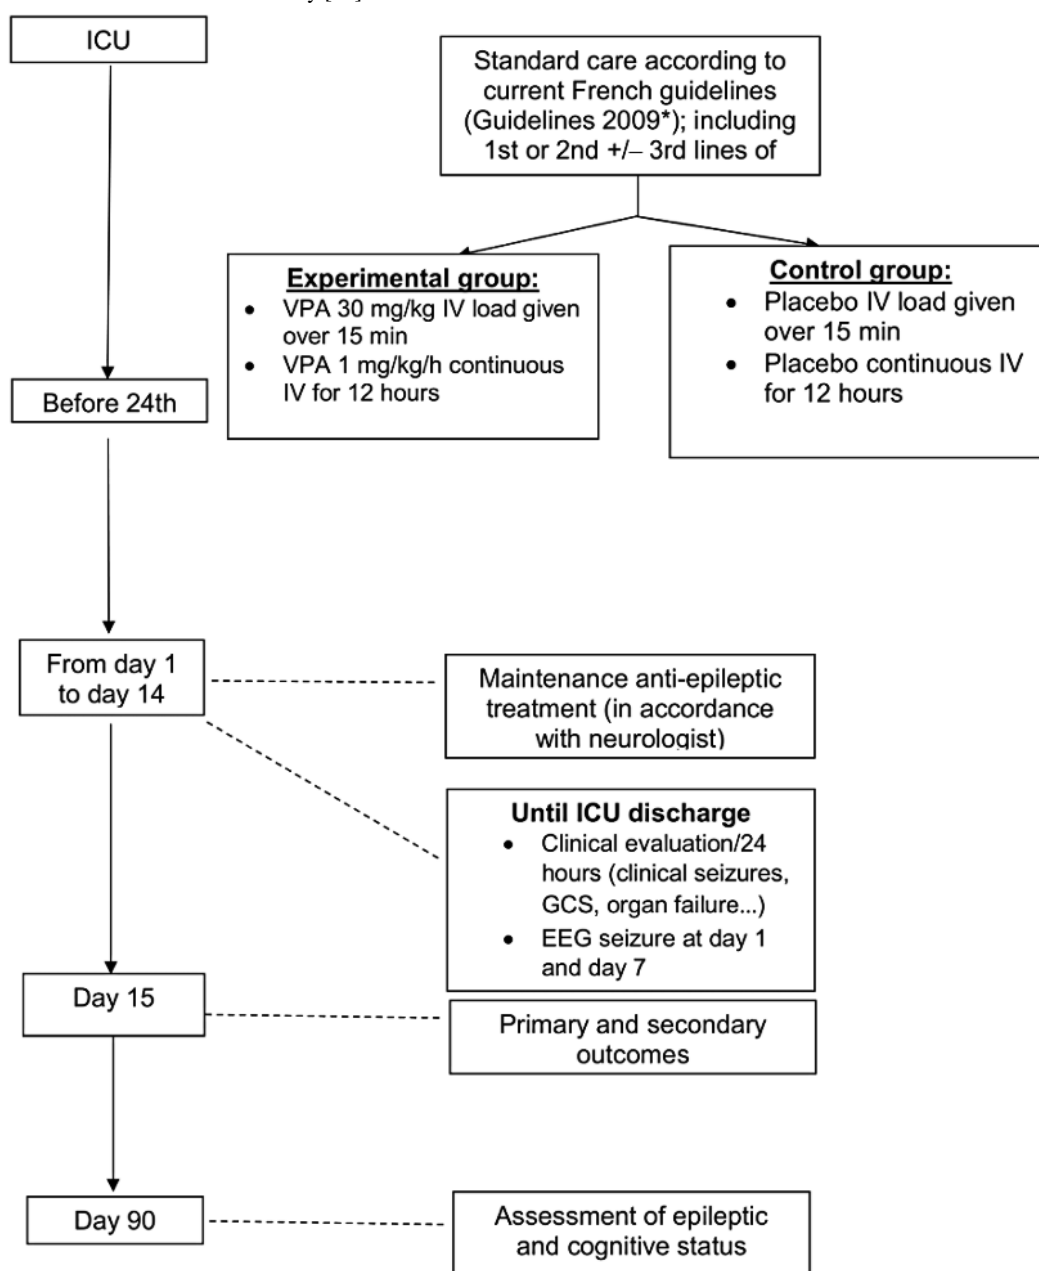 ICU
Standard care according to
current French guidelines
(Guidelines 2009*); including
1st or 2nd +/– 3rd lines of
Experimental group:
• VPA 30 mg/kg IV load given
over 15 min
• VPA 1 mg/kg/h continuous
IV for 12 hours
Control group:
• Placebo IV load given
over 15 min
• Placebo continuous IV
for 12 hours
Before 24th
From day 1
to day 14
Maintenance anti-epileptic
treatment (in accordance
with neurologist)
Until ICU discharge
• Clinical evaluation/24
hours (clinical seizures,
GCS, organ failure...)
• EEG seizure at day 1
and day 7
Day 15
Primary and secondary
outcomes
Day 90
Assessment of epileptic
and cognitive status